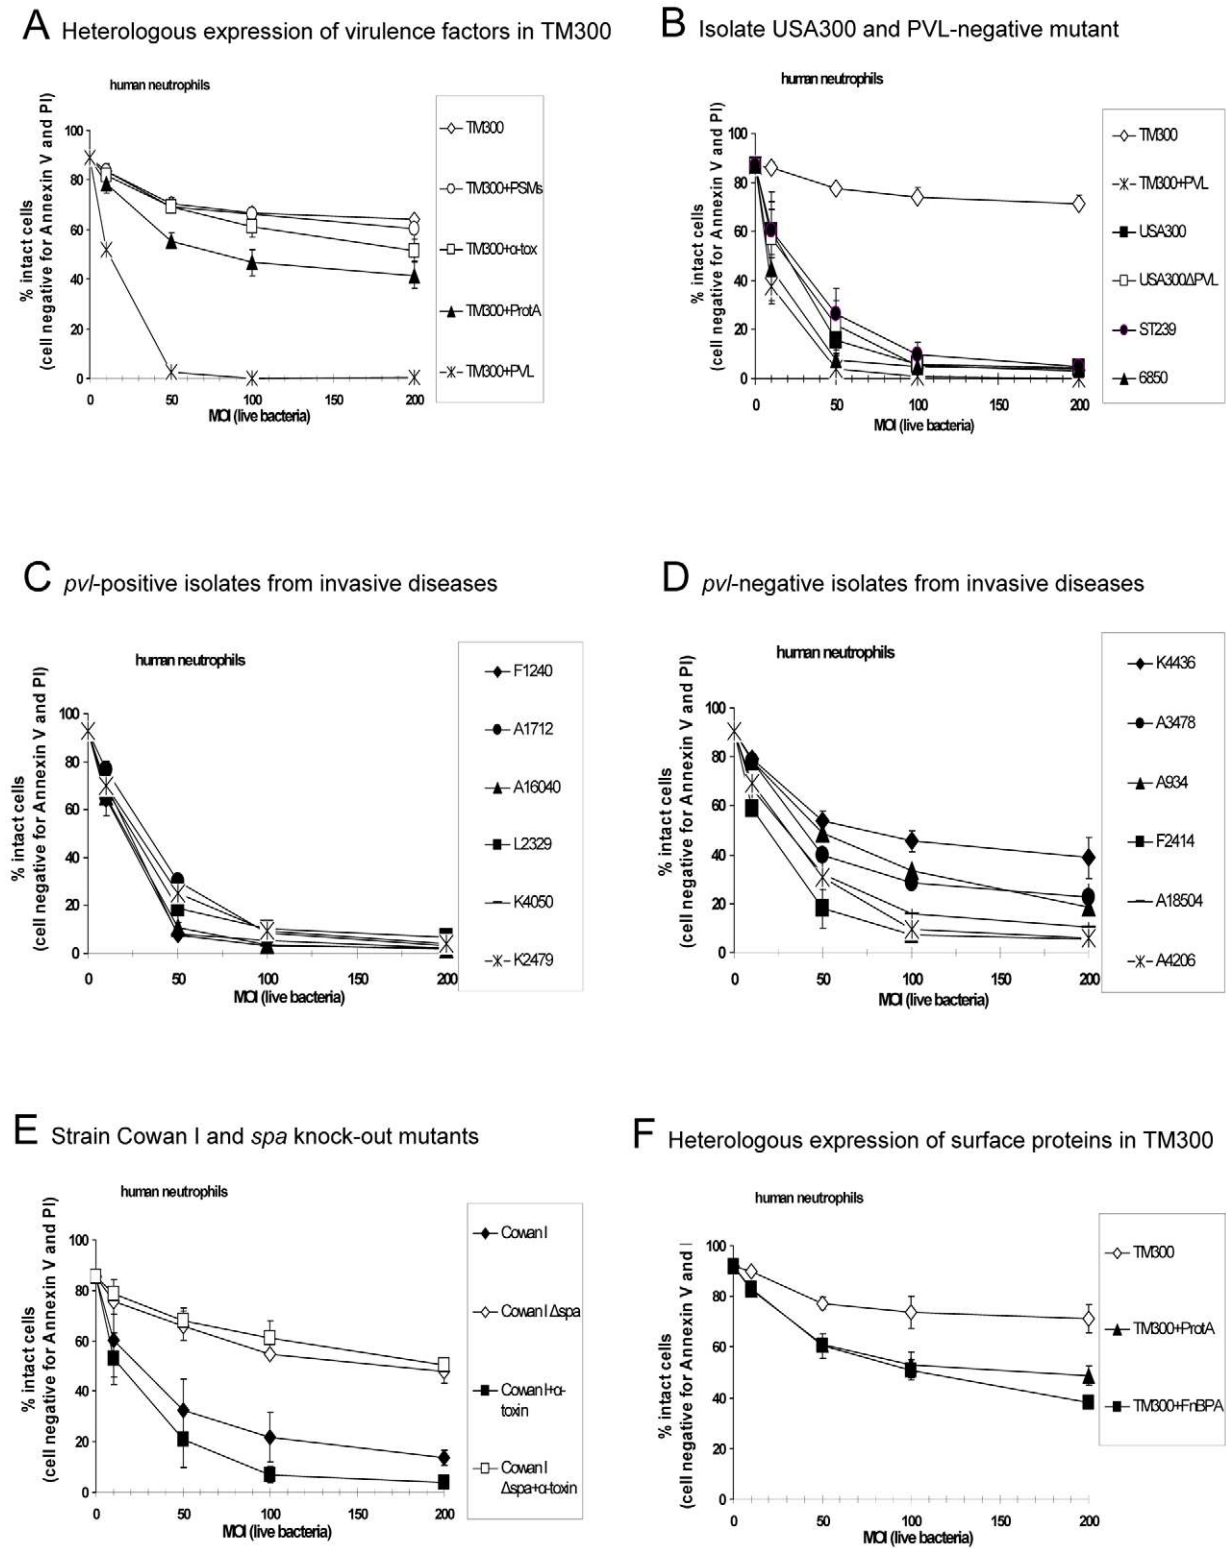 A Heterologous expression of virulence factors in TM300
human neutrophils
% intact cells
(cell negative for Annexin V and PI)
100
80
60
40
20
0
0 50 100 150 200
MOI (live bacteria)
TM300
TM300+PSMs
TM300+α-tox
TM300+ProtA
TM300+PVL
B Isolate USA300 and PVL-negative mutant
human neutrophils
% intact cells
(cell negative for Annexin V and PI)
100
80
60
40
20
0
0 50 100 150 200
MOI (live bacteria)
TM300
TM300+PVL
USA300
USA300ΔPVL
ST239
6850
C pvl-positive isolates from invasive diseases
human neutrophils
% intact cells
(cell negative for Annexin V and PI)
100
80
60
40
20
0
0 50 100 150 200
MOI (live bacteria)
F1240
A1712
A16040
L2329
K4050
K2479
D pvl-negative isolates from invasive diseases
human neutrophils
% intact cells
(cell negative for Annexin V and PI)
100
80
60
40
20
0
0 50 100 150 200
MOI (live bacteria)
K4436
A3478
A934
F2414
A18504
A4206
E Strain Cowan I and spa knock-out mutants
human neutrophils
% intact cells
(cell negative for Annexin V and PI)
100
80
60
40
20
0
0 50 100 150 200
MOI (live bacteria)
Cowan I
Cowan I Δspa
Cowan I+α-
toxin
Cowan I
Δspa+α-toxin
F Heterologous expression of surface proteins in TM300
human neutrophils
% intact cells
(cell negative for Annexin V and
100
80
60
40
20
0
0 50 100 150 200
MOI (live bacteria)
TM300
TM300+ProtA
TM300+FnBPA